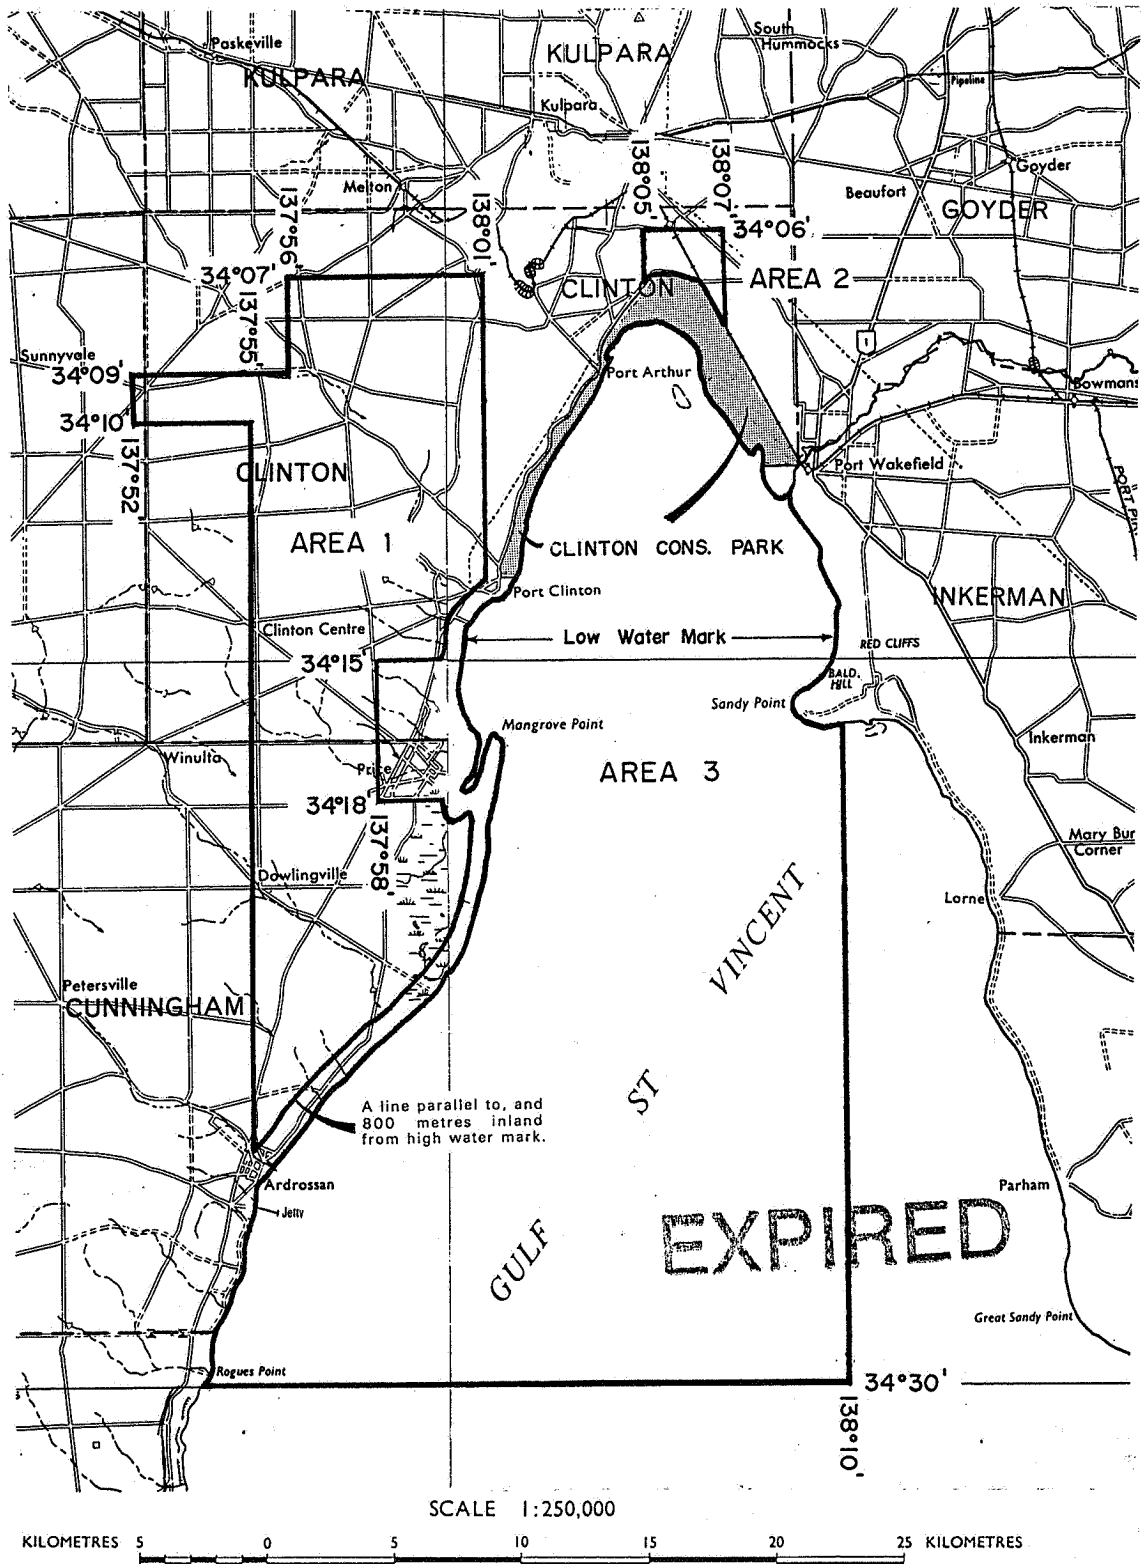 Paskeville
KULPARA
KULPARA
South
Hummocks
Pipeline
Kulpara
Goyder
Melton
Beaufort
GOYDER
138°05'
138°07'
34°06'
137°56'
138°01'
34°07'
CLINTON
AREA 2
137°55'
1
Sunnyvale
34°09'
Port Arthur
Bowmans
34°10'
137°52'
CLINTON
Port Wakefield
AREA 1
CLINTON CONS. PARK
Port Clinton
INKERMAN
Clinton Centre
Low Water Mark
RED CLIFFS
34°15'
BALD
HILL
Sandy Point
Mangrove Point
Inkerman
Winulta
Price
AREA 3
34°18'
137°58'
Mary Bur
Corner
Dowlingville
Lorne
VINCENT
Petersville
CUNNINGHAM
ST
A line parallel to, and
800 metres inland
from high water mark.
Ardrossan
Jetty
Parham
EXPIRED
GULF
Great Sandy Point
Rogues Point
34°30'
138°10'
SCALE 1:250,000
KILOMETRES 5 0 5 10 15 20 25 KILOMETRES